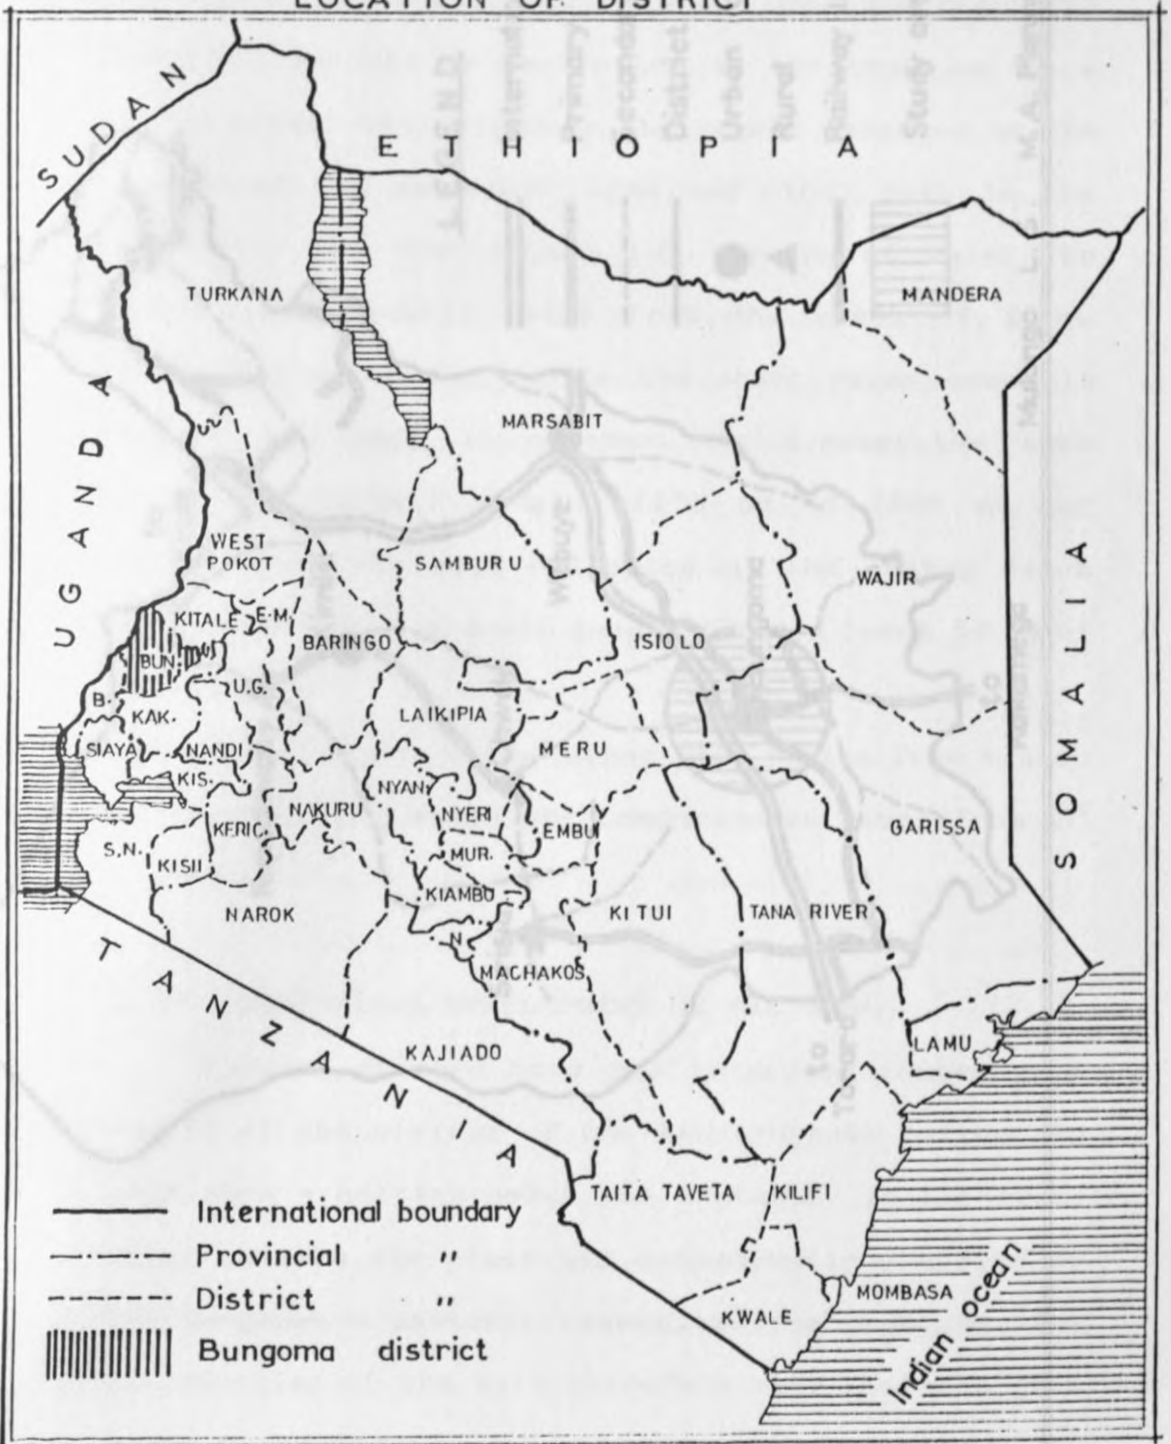 LOCATION OF DISTRICT
SUDAN
ETHIOPIA
TURKANA
MANDERA
UGANDA
MARSABIT
WEST
POKOT
SAMBURU
WAJIR
SOMALIA
KITALE
E.M.
BARINGO
ISIOLO
BUN
U.G.
B.
KAK.
LAIKIPIA
SIAYA
NANDI
MERU
KIS.
NYAN.
NAKURU
NYERI
KERIC.
EMBU
GARISSA
S.N.
KISII
MUR.
KIAMBU
NAROK
KITUI
TANA RIVER
N.
MACHAKOS
TANZANIA
KAJIADO
LAMU
TAITA TAVETA
KILIFI
MOMBASA
KWALE
Indian ocean
International boundary
Provincial "
District "
Bungoma district